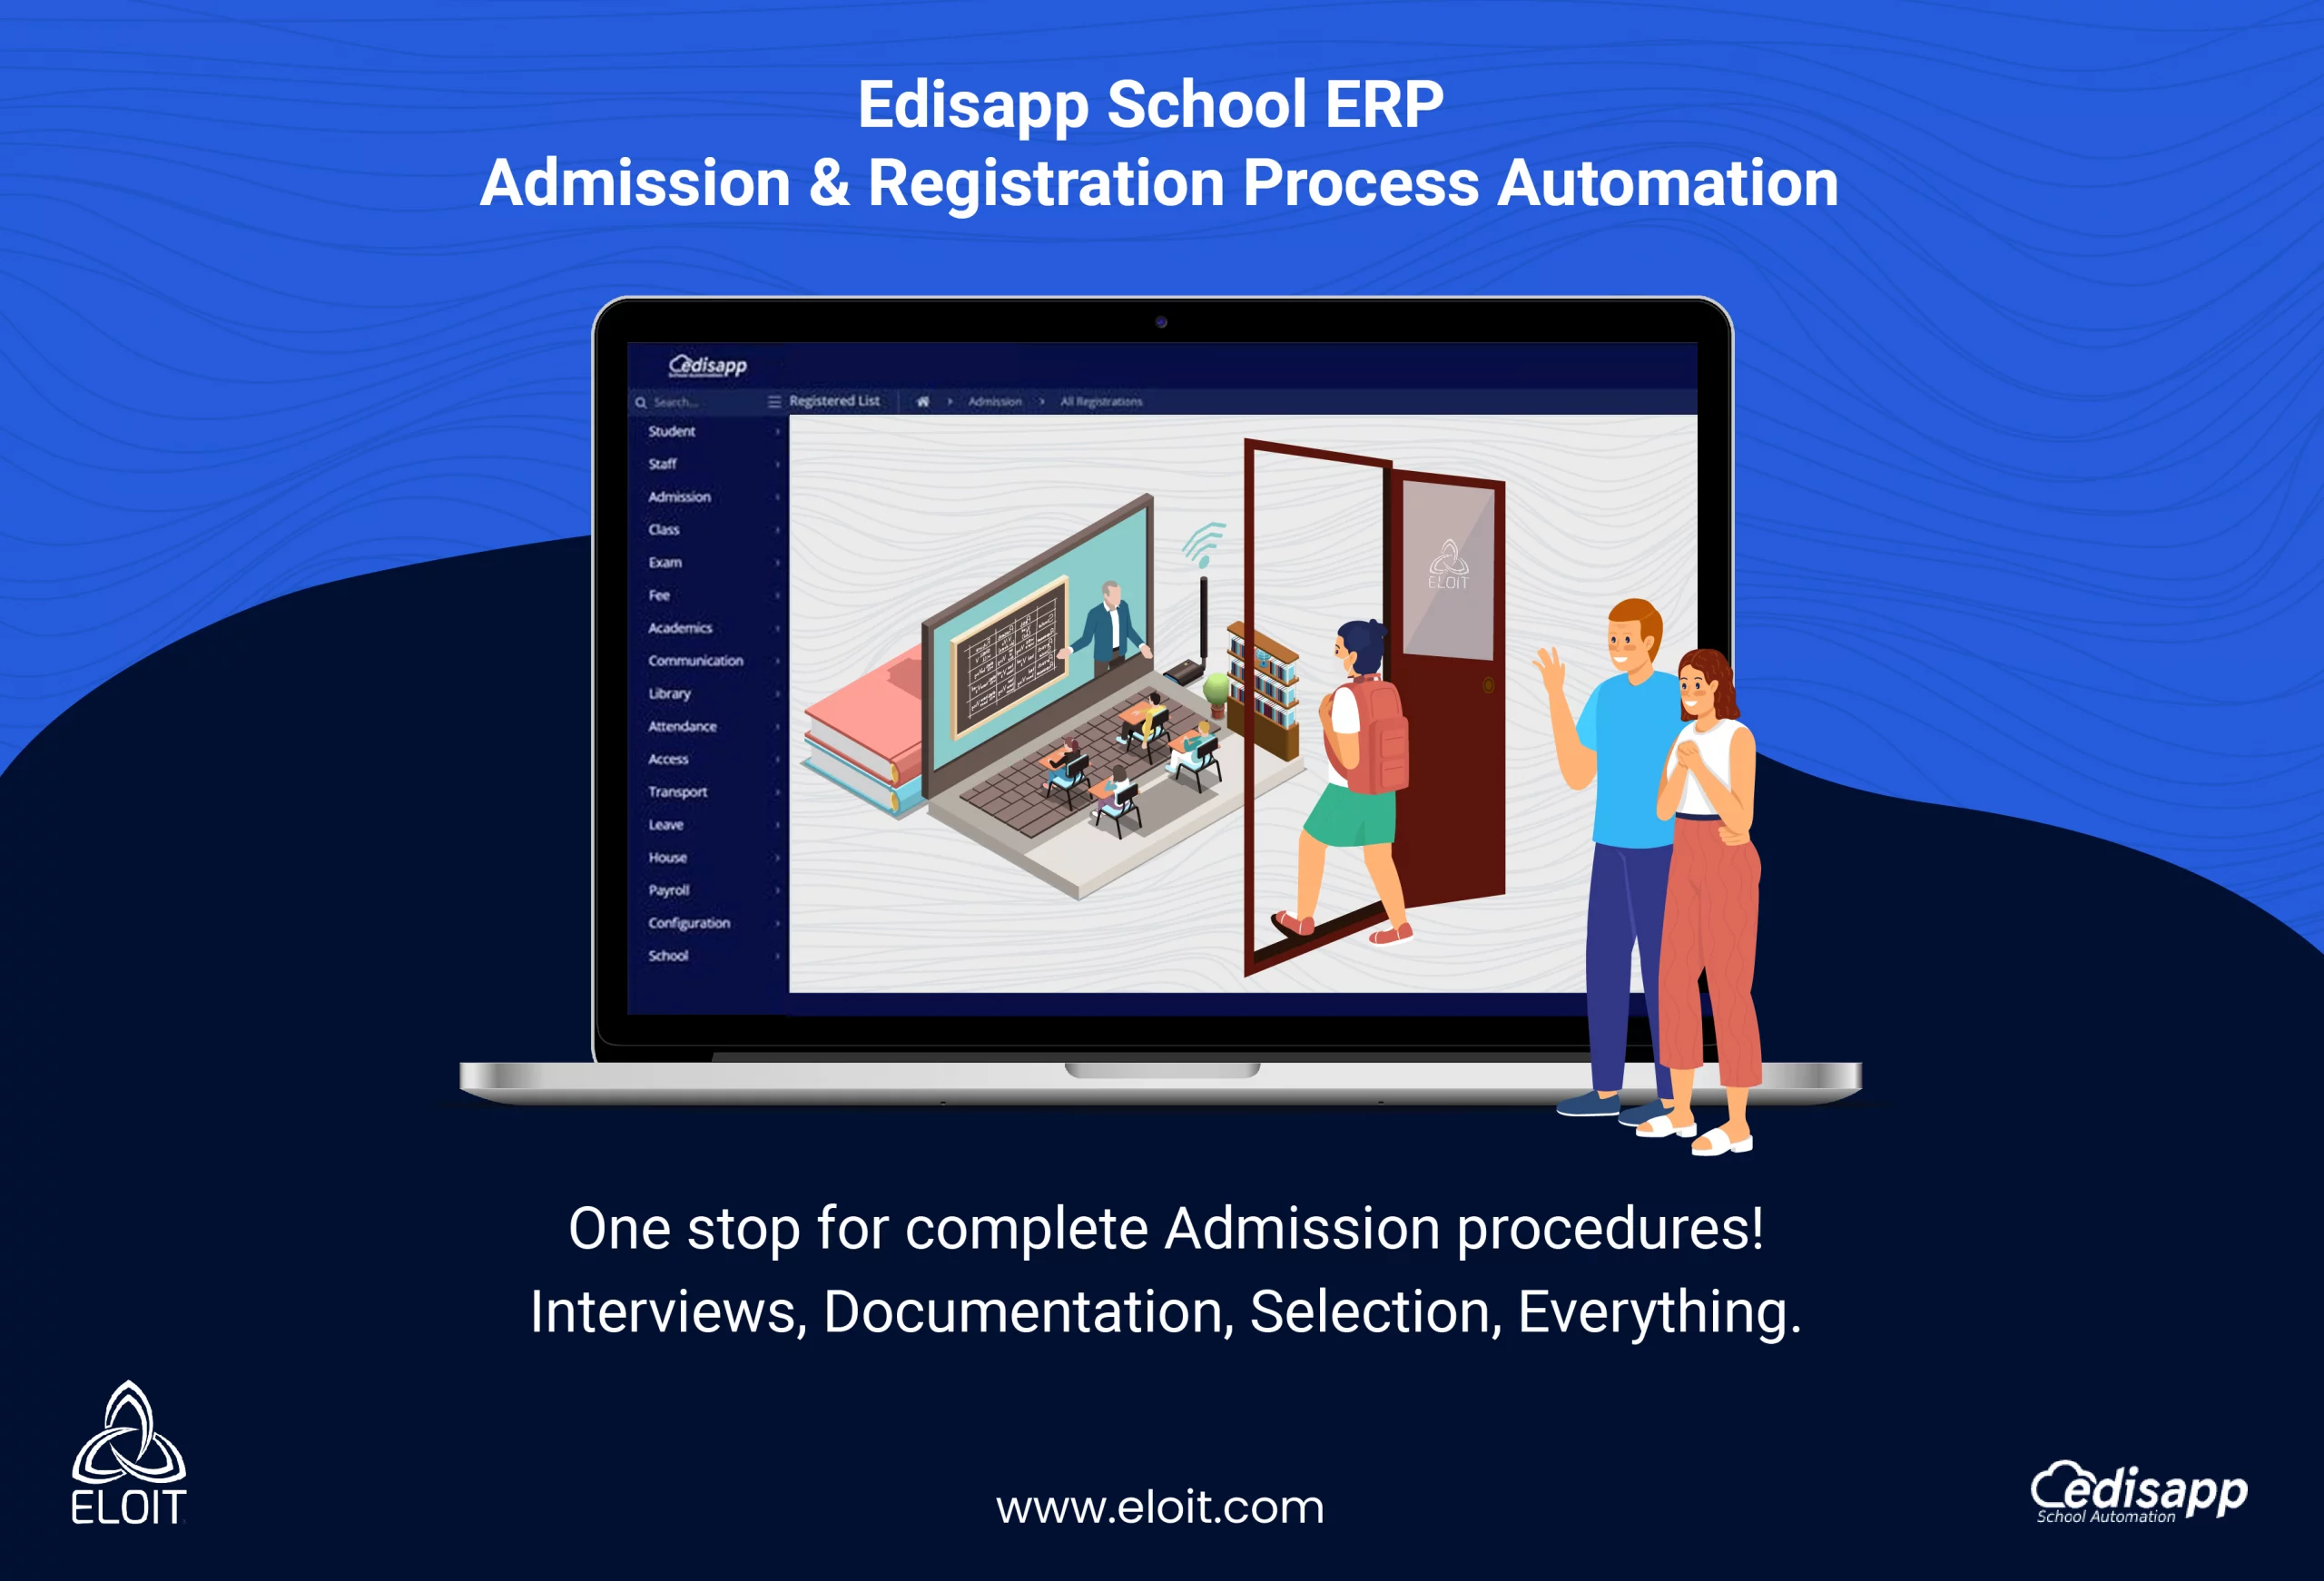 Edisapp School ERP
Admission & Registration Process Automation
edisapp
School Automation
Search...
Registered List
Admission
All Registrations
Student
Staff
Admission
Class
Exam
Fee
Academics
Communication
Library
Attendance
Access
Transport
Leave
House
Payroll
Configuration
School
ELOIT
One stop for complete Admission procedures!
Interviews, Documentation, Selection, Everything.
ELOIT
www.eloit.com
edisapp
School Automation